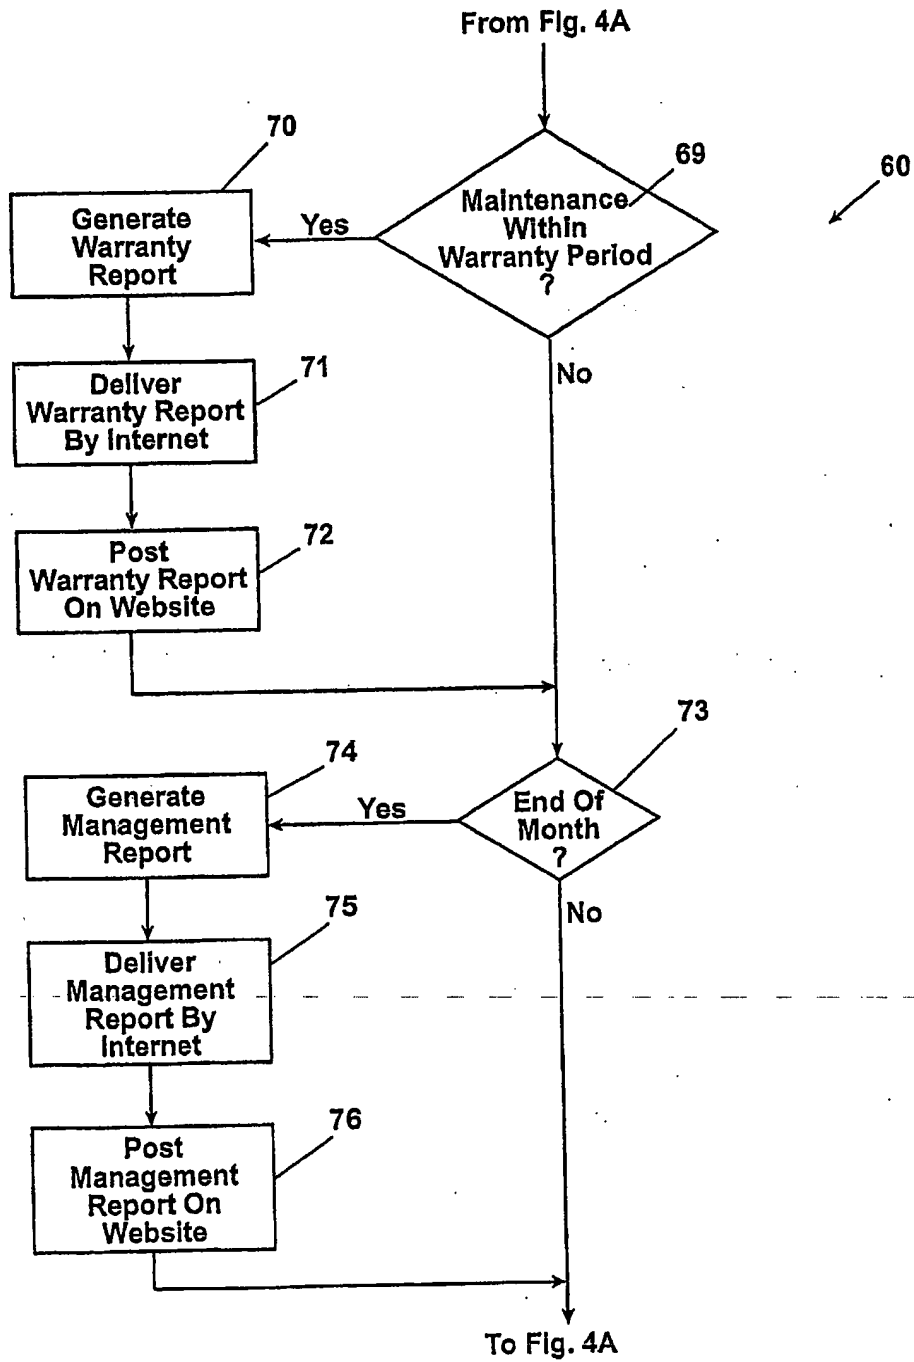 From Fig. 4A
70
69
60
Maintenance
Within
Warranty Period
?
Yes
Generate
Warranty
Report
No
71
Deliver
Warranty Report
By Internet
72
Post
Warranty Report
On Website
73
End Of
Month
?
74
Yes
Generate
Management
Report
No
75
Deliver
Management
Report By
Internet
76
Post
Management
Report On
Website
To Fig. 4A